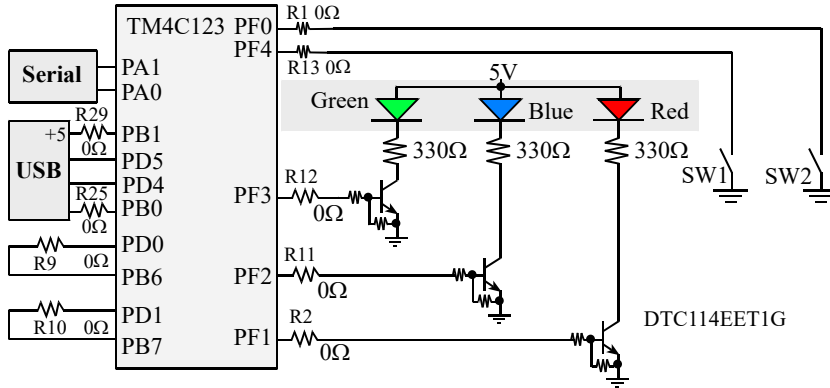 TM4C123
PF0
R1 0Ω
PF4
R13 0Ω
Serial
PA1
PA0
5V
Green
Blue
Red
R29
+5
0Ω
PB1
USB
PD5
PD4
R25
PB0
0Ω
330Ω
330Ω
330Ω
SW1
SW2
PF3
R12
0Ω
PD0
R9
0Ω
PB6
PF2
R11
0Ω
PD1
R10
0Ω
PB7
PF1
R2
0Ω
DTC114EET1G